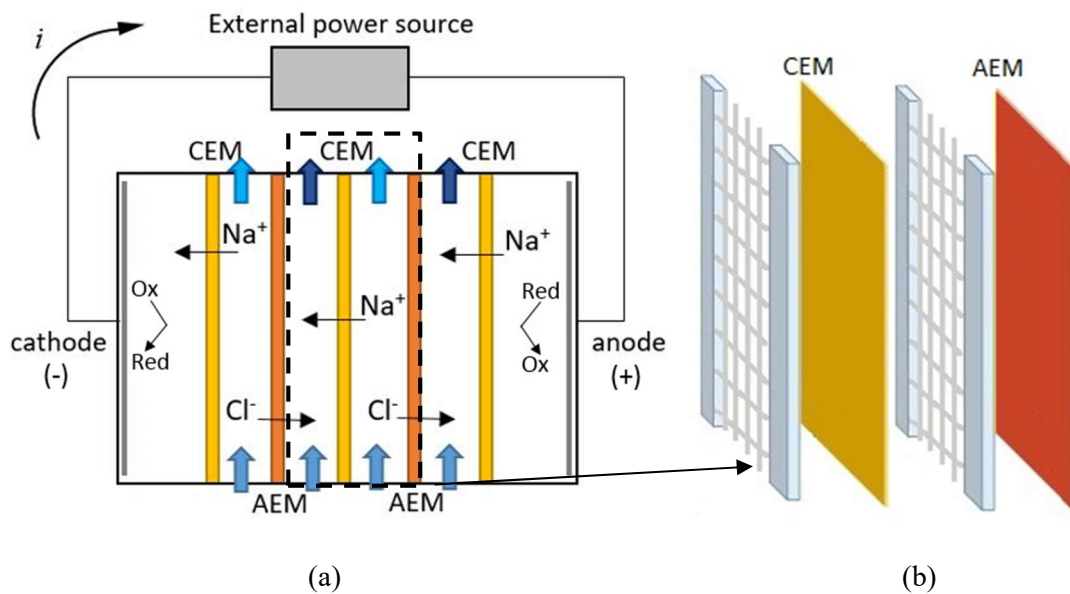 External power source
i
CEM
CEM
CEM
Na⁺
Na⁺
Na⁺
Ox
Red
cathode
(-)
Red
Ox
anode
(+)
Cl⁻
Cl⁻
AEM
AEM
CEM
AEM
(a)
(b)